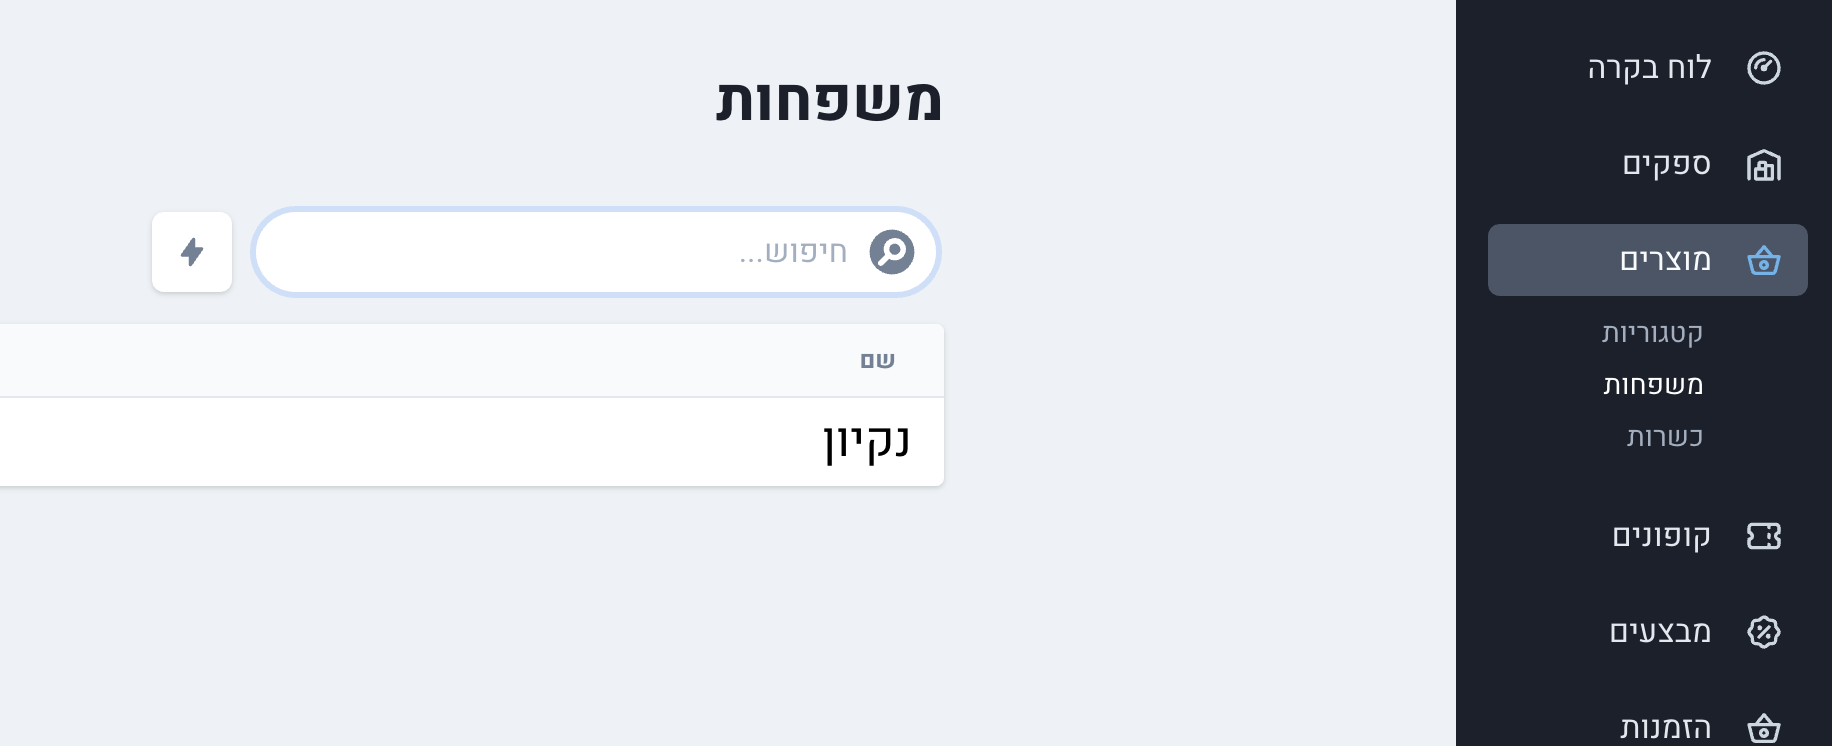 לוח בקרה
ספקים
מוצרים
קטגוריות
משפחות
כשרות
קופונים
מבצעים
הזמנות
משפחות
חיפוש...
שם
נקיון